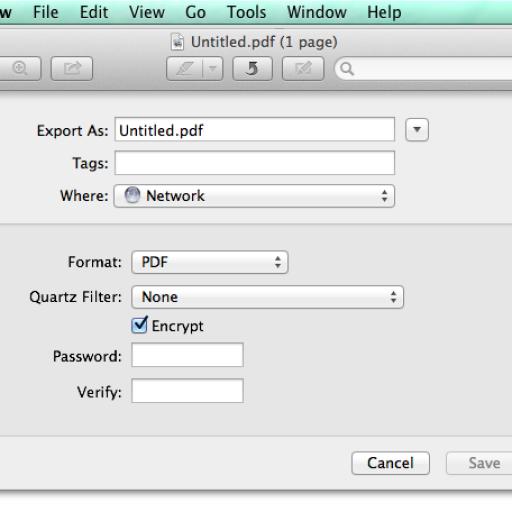 w File Edit View Go Tools Window Help
Untitled.pdf (1 page)
Export As: Untitled.pdf
Tags:
Where: Network
Format: PDF
Quartz Filter: None
Encrypt
Password:
Verify:
Cancel Save